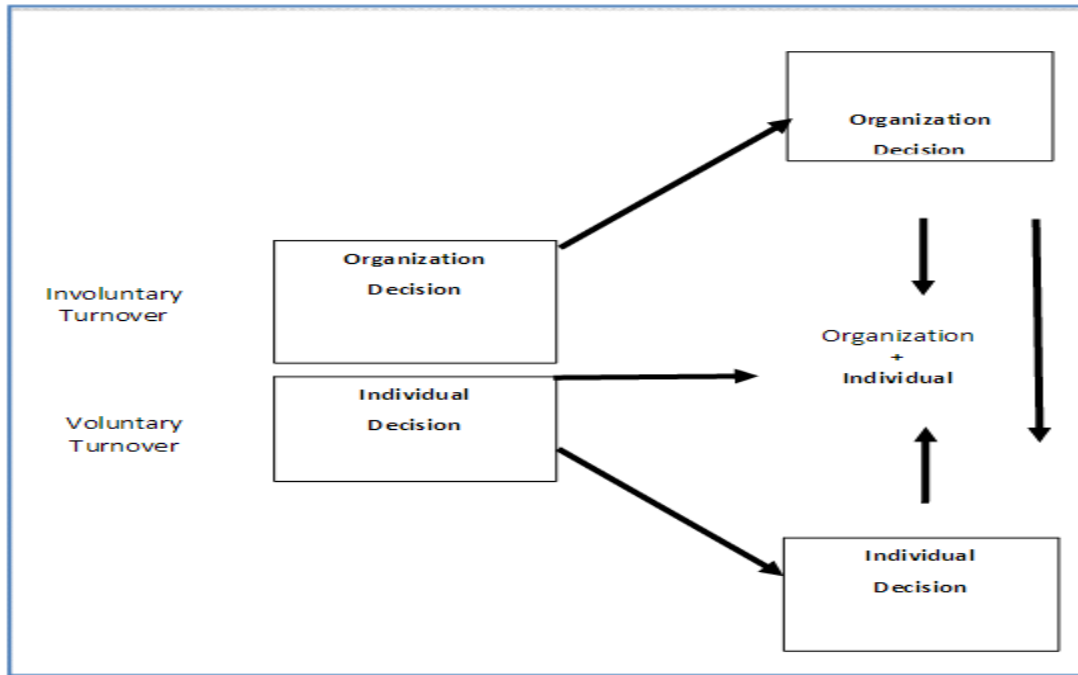 Organization
Decision
Organization
Decision
Involuntary
Turnover
Organization
+
Individual
Individual
Decision
Voluntary
Turnover
Individual
Decision